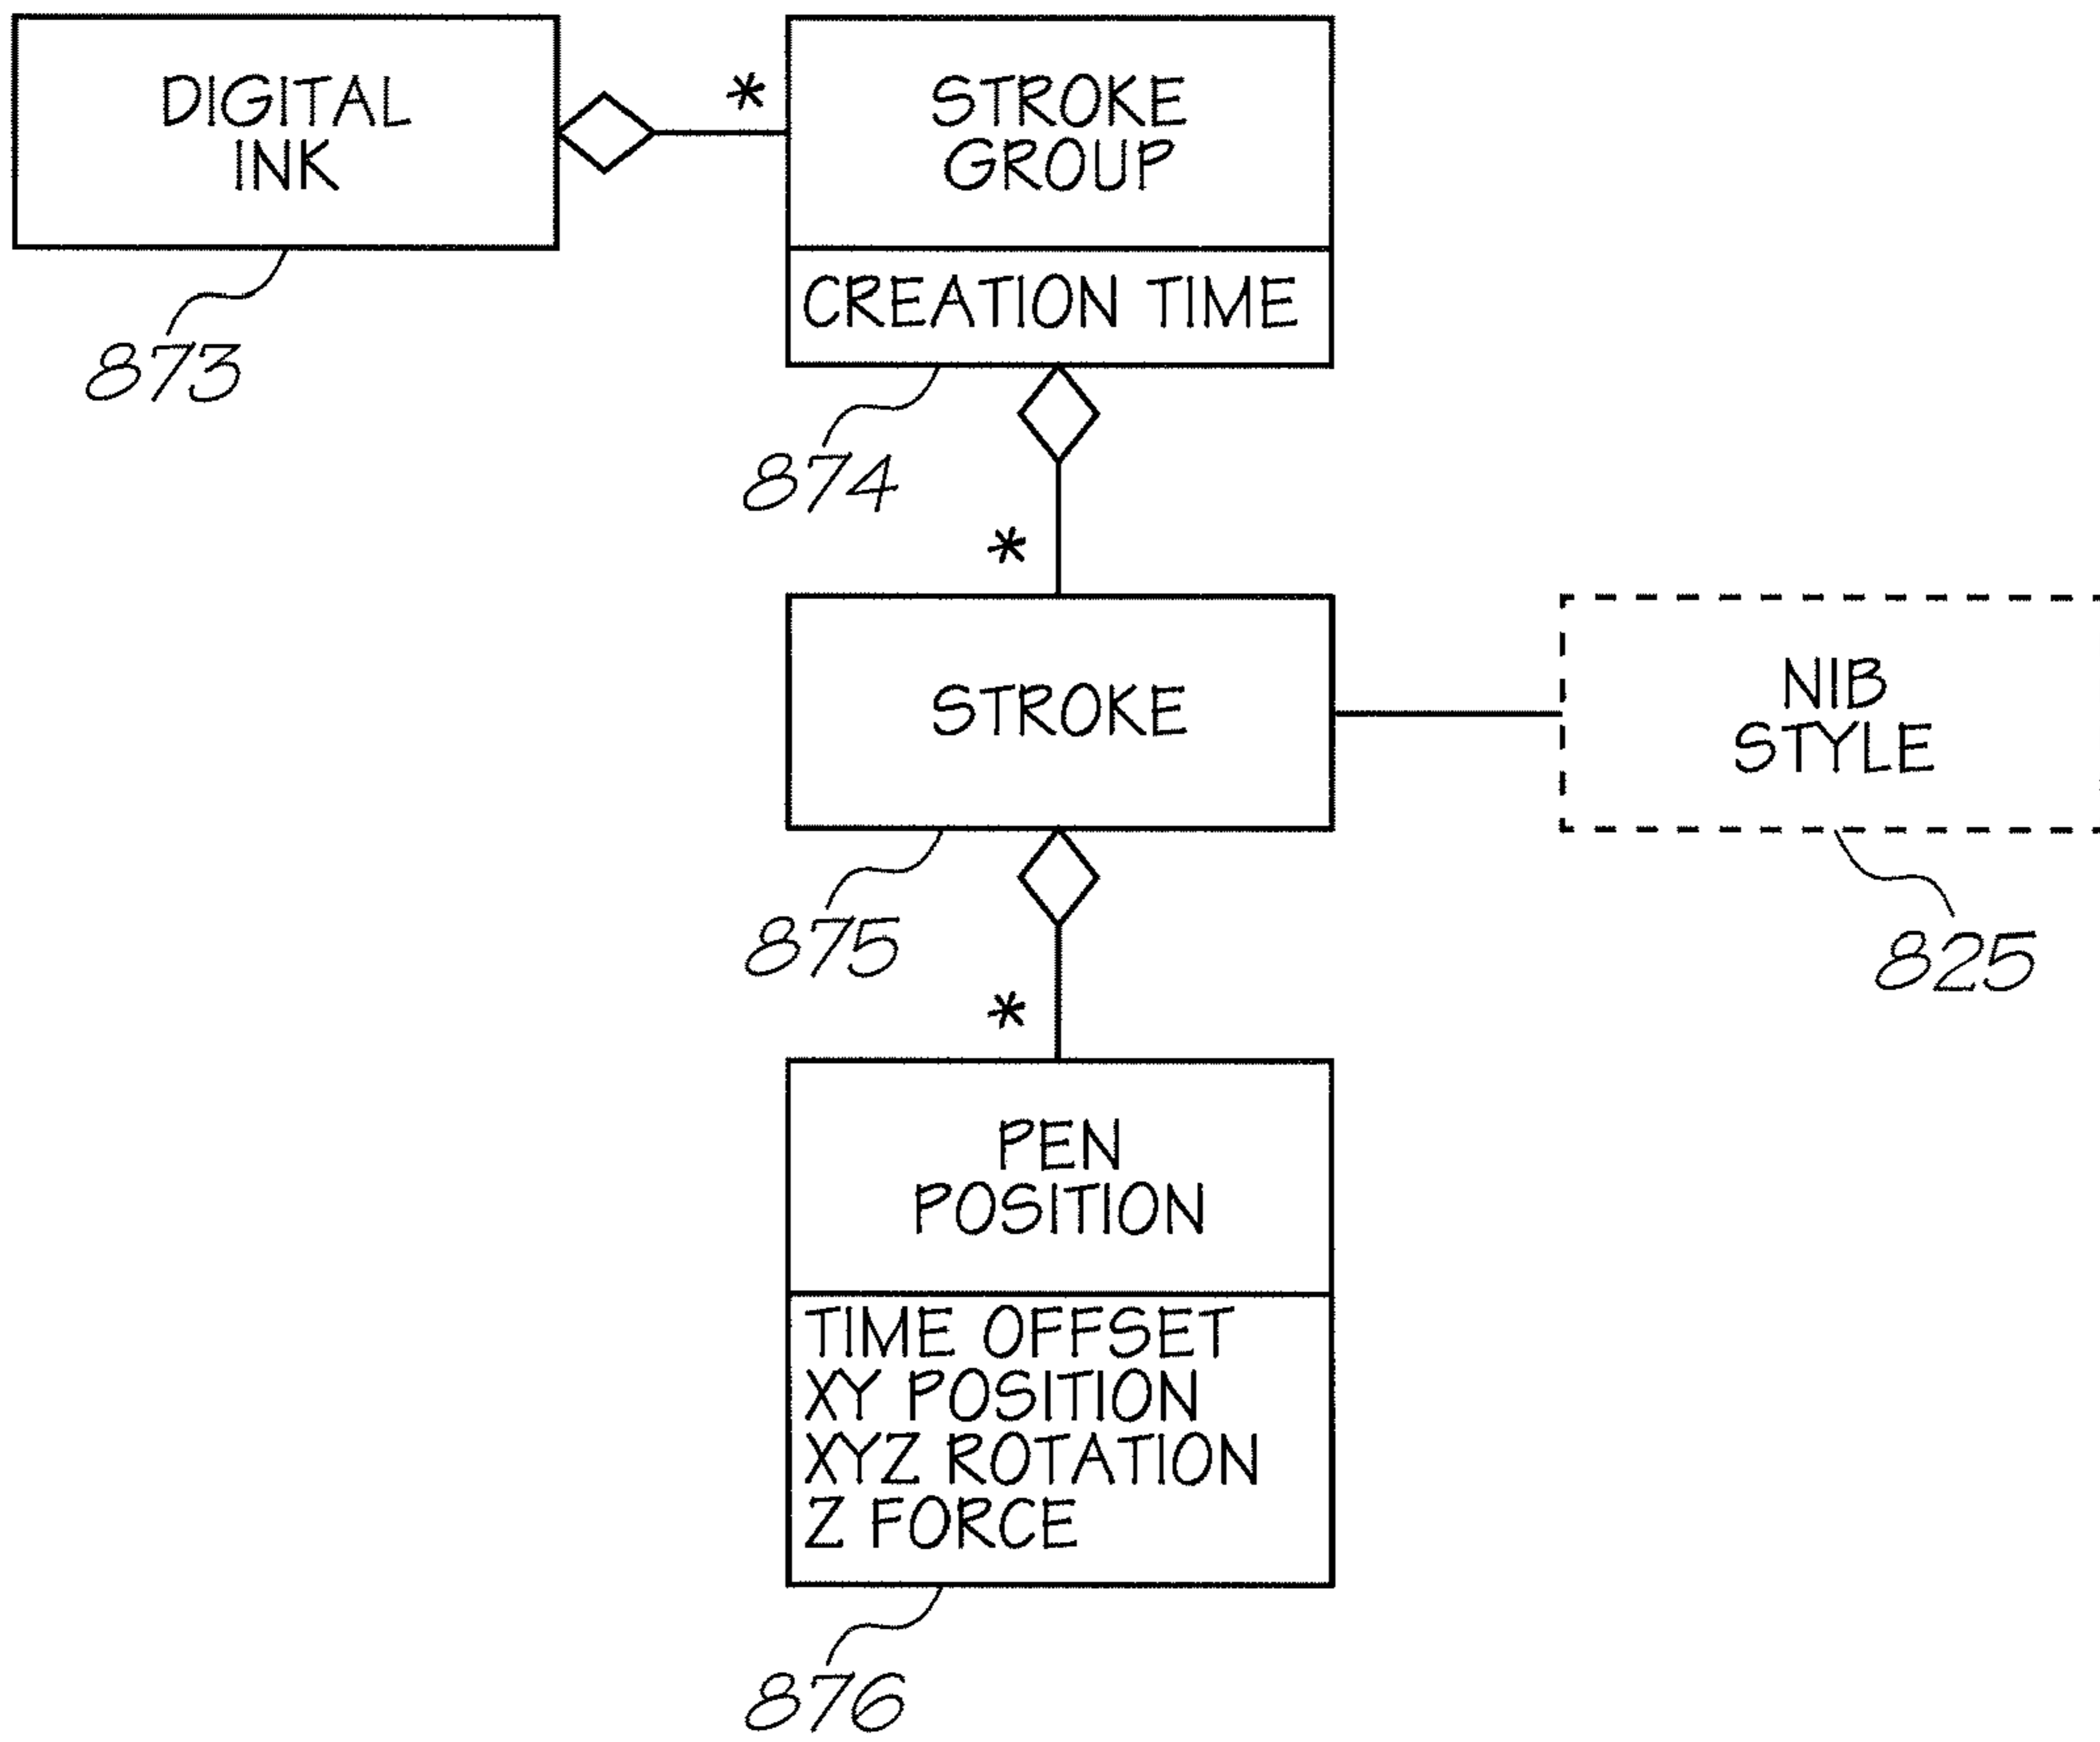 DIGITAL
INK
*
STROKE
GROUP
CREATION TIME
873
874
*
STROKE
NIB
STYLE
875
825
*
PEN
POSITION
TIME OFFSET
XY POSITION
XYZ ROTATION
Z FORCE
876